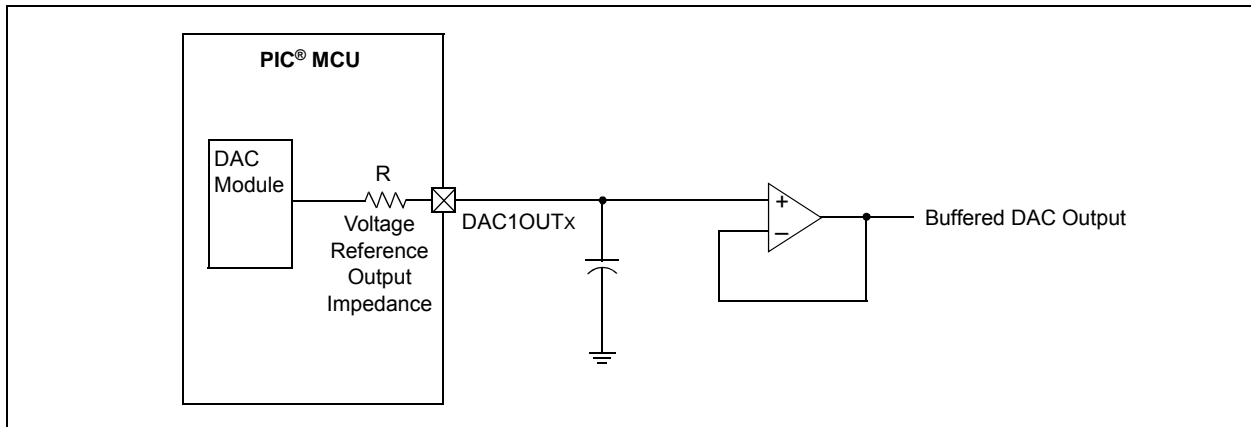 PIC® MCU
DAC
Module
R
Voltage
Reference
Output
Impedance
DAC1OUTX
+
–
Buffered DAC Output